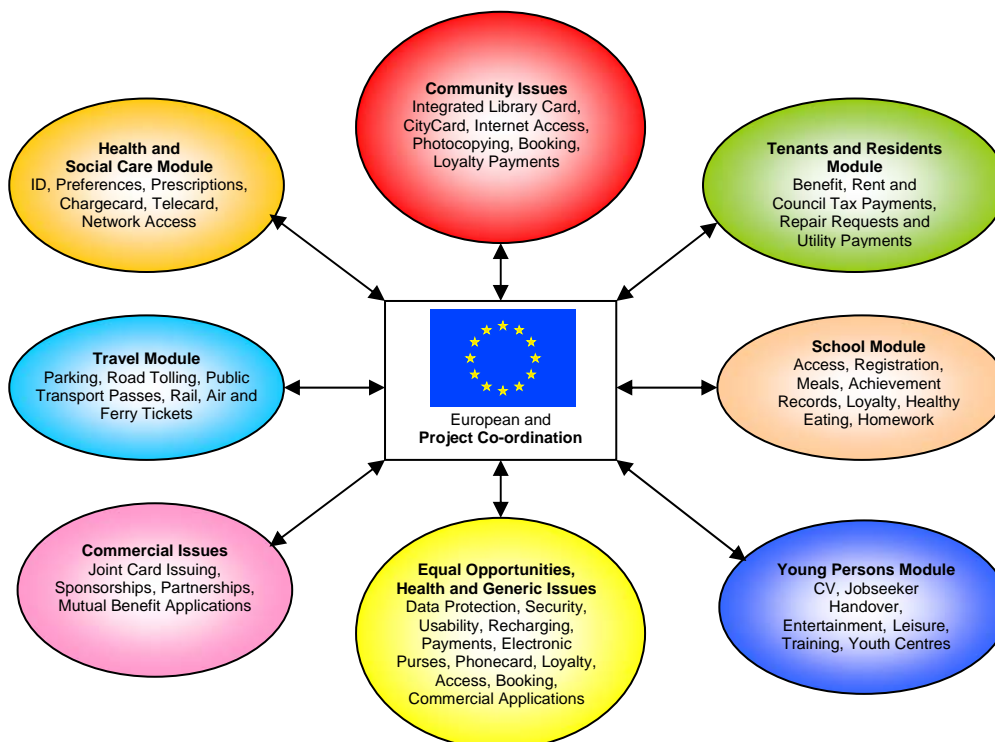 Community Issues
Integrated Library Card,
CityCard, Internet Access,
Photocopying, Booking,
Loyalty Payments
Health and
Social Care Module
ID, Preferences, Prescriptions,
Chargecard, Telecard,
Network Access
Tenants and Residents
Module
Benefit, Rent and
Council Tax Payments,
Repair Requests and
Utility Payments
Travel Module
Parking, Road Tolling, Public
Transport Passes, Rail, Air and
Ferry Tickets
European and
Project Co-ordination
School Module
Access, Registration,
Meals, Achievement
Records, Loyalty, Healthy
Eating, Homework
Commercial Issues
Joint Card Issuing,
Sponsorships, Partnerships,
Mutual Benefit Applications
Equal Opportunities,
Health and Generic Issues
Data Protection, Security,
Usability, Recharging,
Payments, Electronic
Purses, Phonecard, Loyalty,
Access, Booking,
Commercial Applications
Young Persons Module
CV, Jobseeker
Handover,
Entertainment, Leisure,
Training, Youth Centres